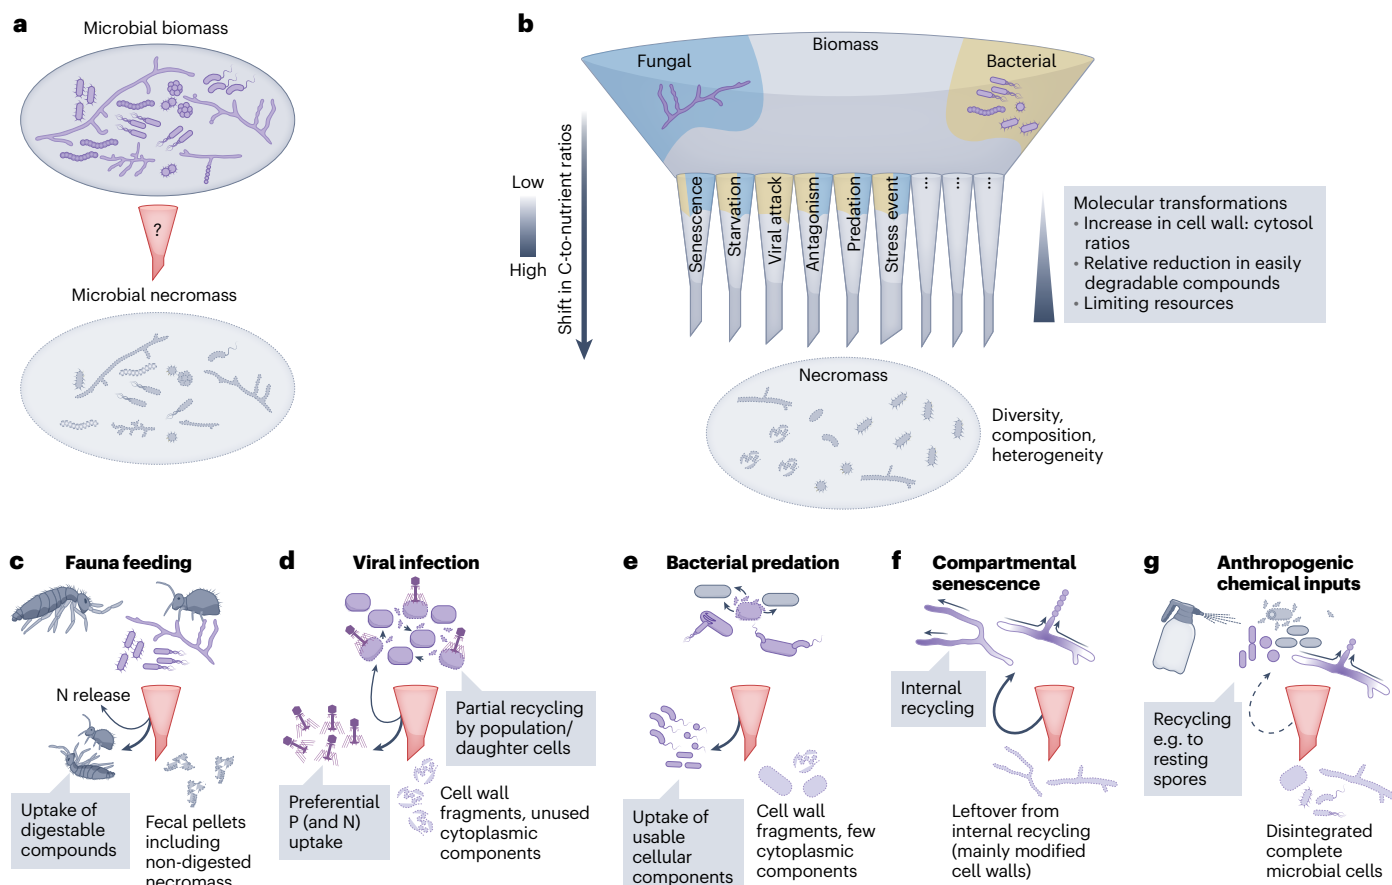 a
Microbial biomass
?
Microbial necromass
b
Biomass
Fungal
Bacterial
Low
High
Shift in C-to-nutrient ratios
Senescence
Starvation
Viral attack
Antagonism
Predation
Stress event
...
...
...
Molecular transformations
• Increase in cell wall: cytosol
ratios
• Relative reduction in easily
degradable compounds
• Limiting resources
Necromass
Diversity,
composition,
heterogeneity
c
Fauna feeding
N release
Uptake of
digestable
compounds
Fecal pellets
including
non-digested
necromass
d
Viral infection
Partial recycling
by population/
daughter cells
Preferential
P (and N)
uptake
Cell wall
fragments, unused
cytoplasmic
components
e
Bacterial predation
Uptake of
usable
cellular
components
Cell wall
fragments, few
cytoplasmic
components
f
Compartmental
senescence
Internal
recycling
Leftover from
internal recycling
(mainly modified
cell walls)
g
Anthropogenic
chemical inputs
Recycling
e.g. to
resting
spores
Disintegrated
complete
microbial cells